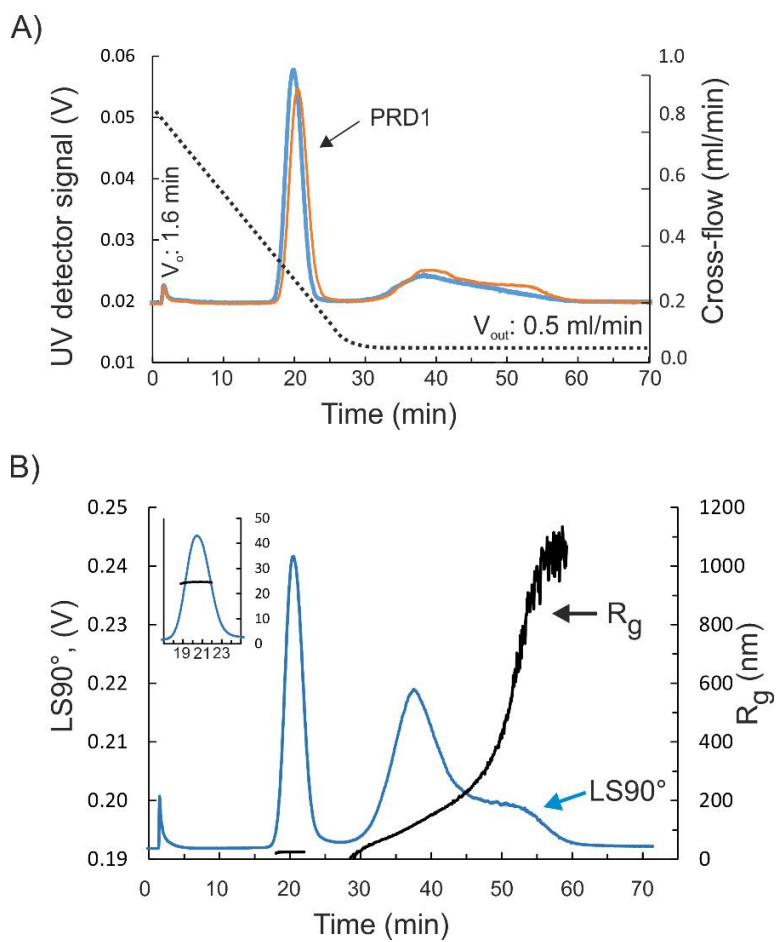 A)
UV detector signal (V)
0.06
0.05
0.04
0.03
0.02
0.01
1.0
0.8
0.6
0.4
0.2
0.0
Cross-flow (ml/min)
PRD1
Vo: 1.6 min
Vout: 0.5 ml/min
0 10 20 30 40 50 60 70
Time (min)
B)
LS90°, (V)
0.25
0.24
0.23
0.22
0.21
0.20
0.19
50
40
30
20
10
0
19 21 23
1200
1000
800
600
400
200
0
Rg (nm)
Rg
LS90°
0 10 20 30 40 50 60 70
Time (min)